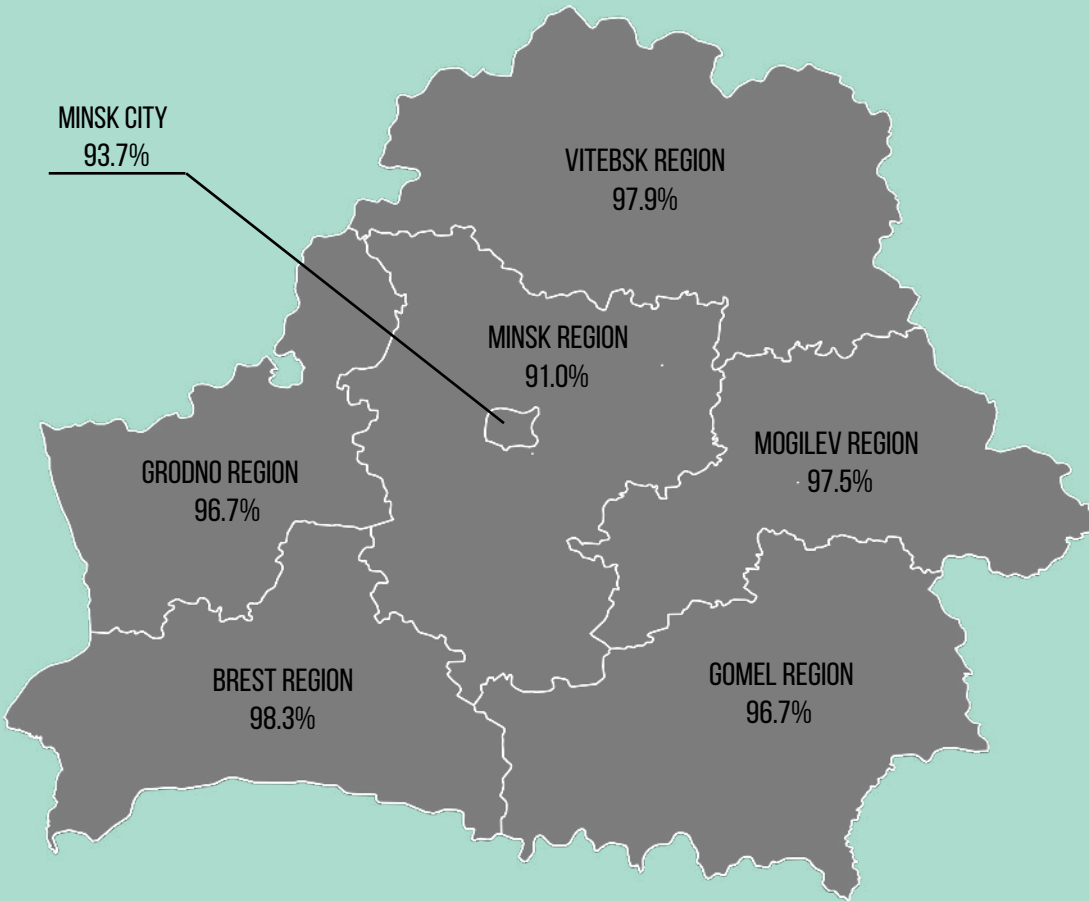 MINSK CITY
93.7%
VITEBSK REGION
97.9%
MINSK REGION
91.0%
MOGILEV REGION
97.5%
GRODNO REGION
96.7%
BREST REGION
98.3%
GOMEL REGION
96.7%